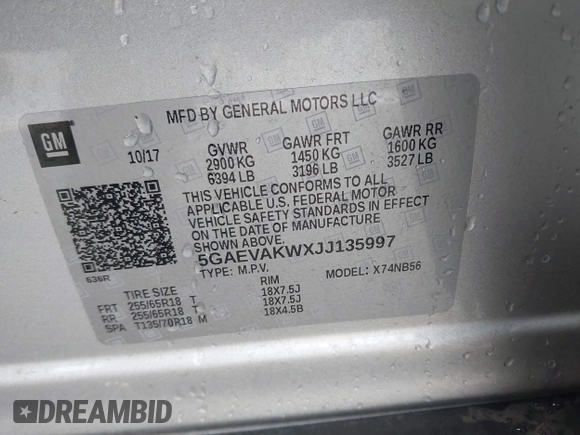 MFD BY GENERAL MOTORS LLC
GM
10/17
GVWR GAWR FRT GAWR RR
2900 KG 1450 KG 1600 KG
6394 LB 3196 LB 3527 LB
THIS VEHICLE CONFORMS TO ALL
APPLICABLE U.S. FEDERAL MOTOR
VEHICLE SAFETY STANDARDS IN EFFECT
ON THE DATE OF MANUFACTURE
SHOWN ABOVE.
5GAEVAKWXJJ135997
TYPE: M.P.V. MODEL: X74NB56
636R
TIRE SIZE RIM
FRT 255/65R18 T 18X7.5J
RR 255/65R18 T 18X7.5J
SPA T135/70R18 M 18X4.5B
DREAMBID